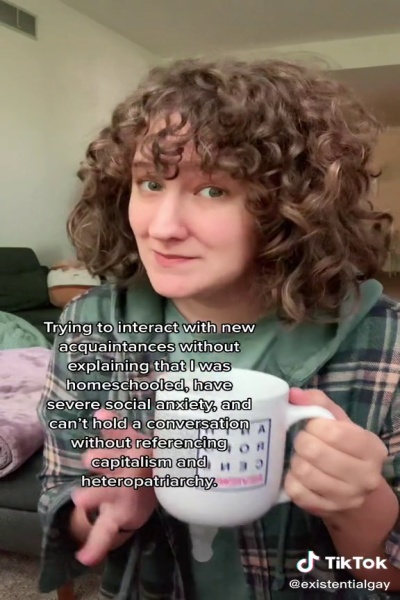 Trying to interact with new
acquaintances without
explaining that I was
homeschooled, have
severe social anxiety, and
can't hold a conversation
without referencing
capitalism and
heteropatriarchy.
TikTok
@existentialgay